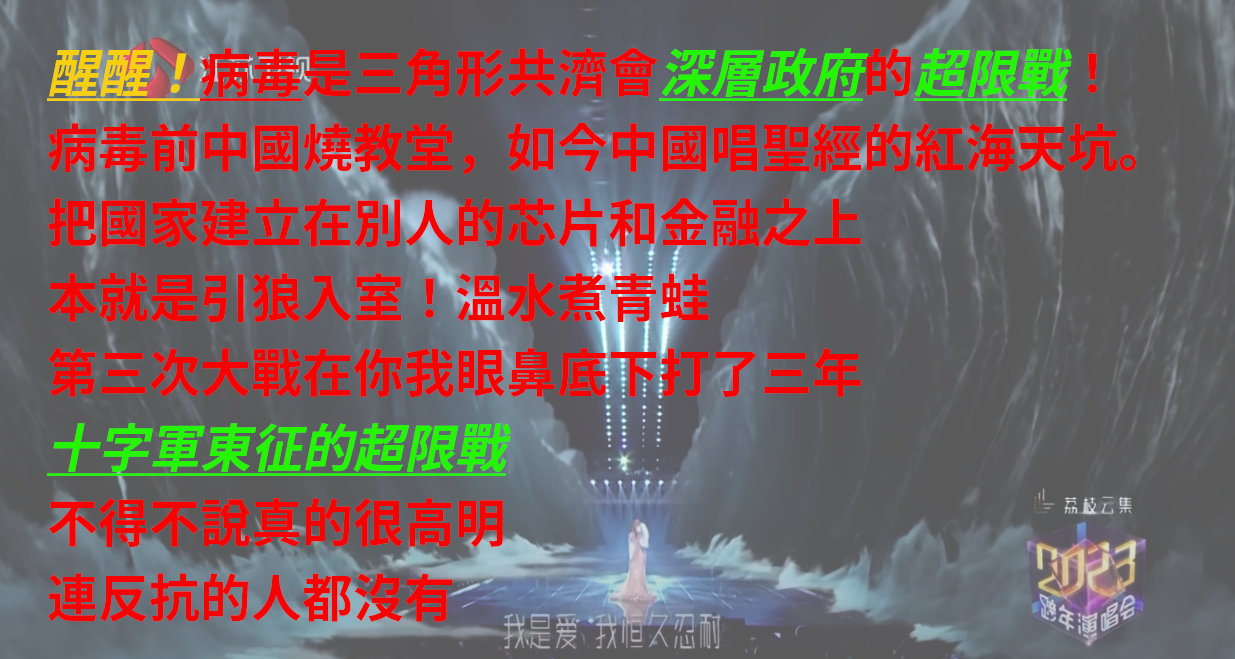 醒醒！病毒是三角形共濟會深層政府的超限戰！
病毒前中國燒教堂，如今中國唱聖經的紅海天坑。
把國家建立在別人的芯片和金融之上
本就是引狼入室！溫水煮青蛙
第三次大戰在你我眼鼻底下打了三年
十字軍東征的超限戰
不得不說真的很高明
連反抗的人都沒有
荔枝云集
2023
跨年演唱会
我是爱 我恒久忍耐